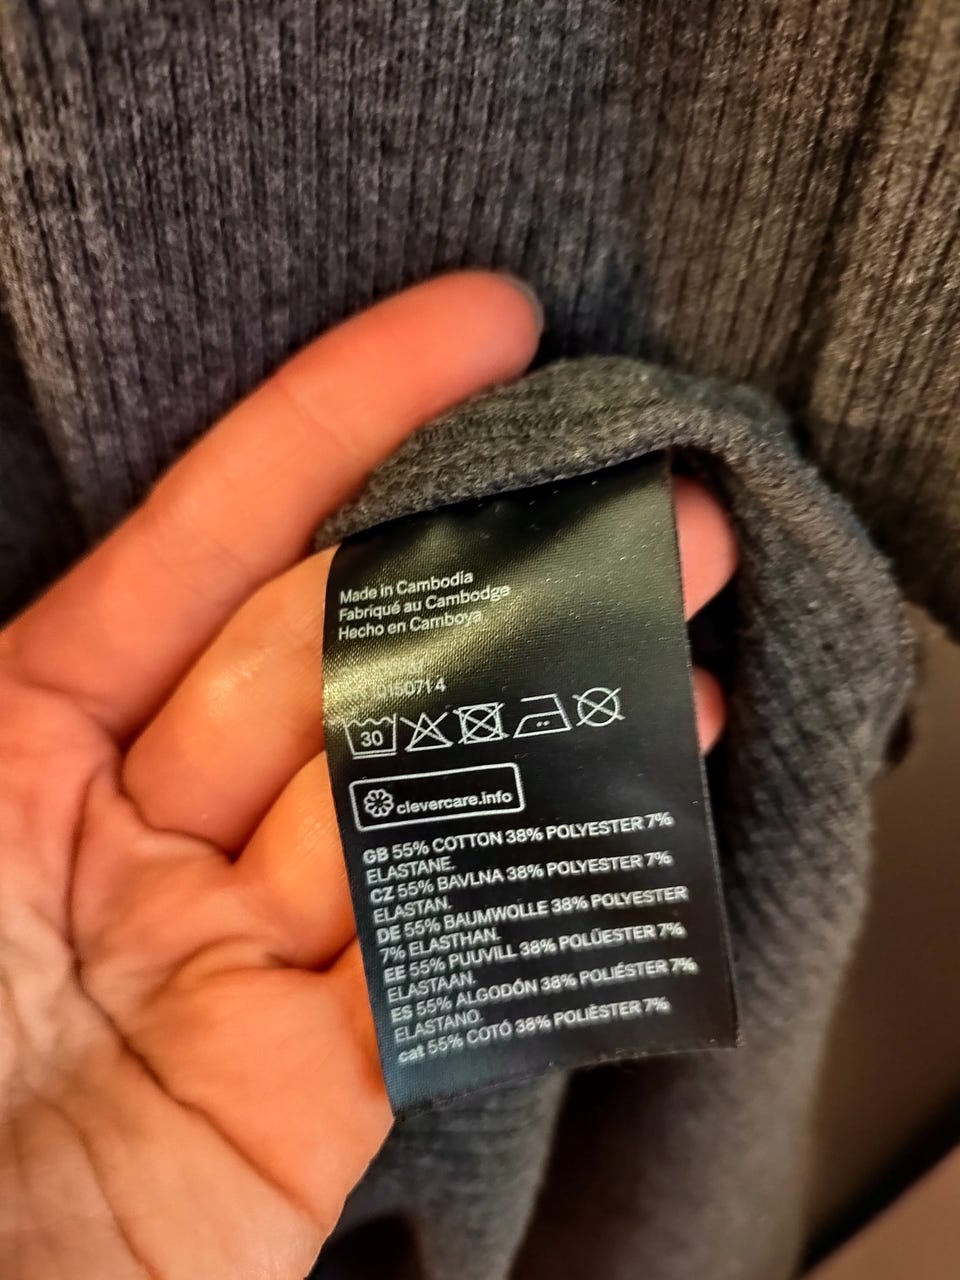 Made in Cambodia
Fabriqué au Cambodge
Hecho en Camboya
30
clevercare.info
GB 55% COTTON 38% POLYESTER 7%
ELASTANE.
CZ 55% BAVLNA 38% POLYESTER 7%
ELASTAN.
DE 55% BAUMWOLLE 38% POLYESTER
7% ELASTHAN.
EE 55% PUUVILL 38% POLÜESTER 7%
ELASTAAN.
ES 55% ALGODÓN 38% POLIÉSTER 7%
ELASTANO.
cat 55% COTÓ 38% POLIÈSTER 7%